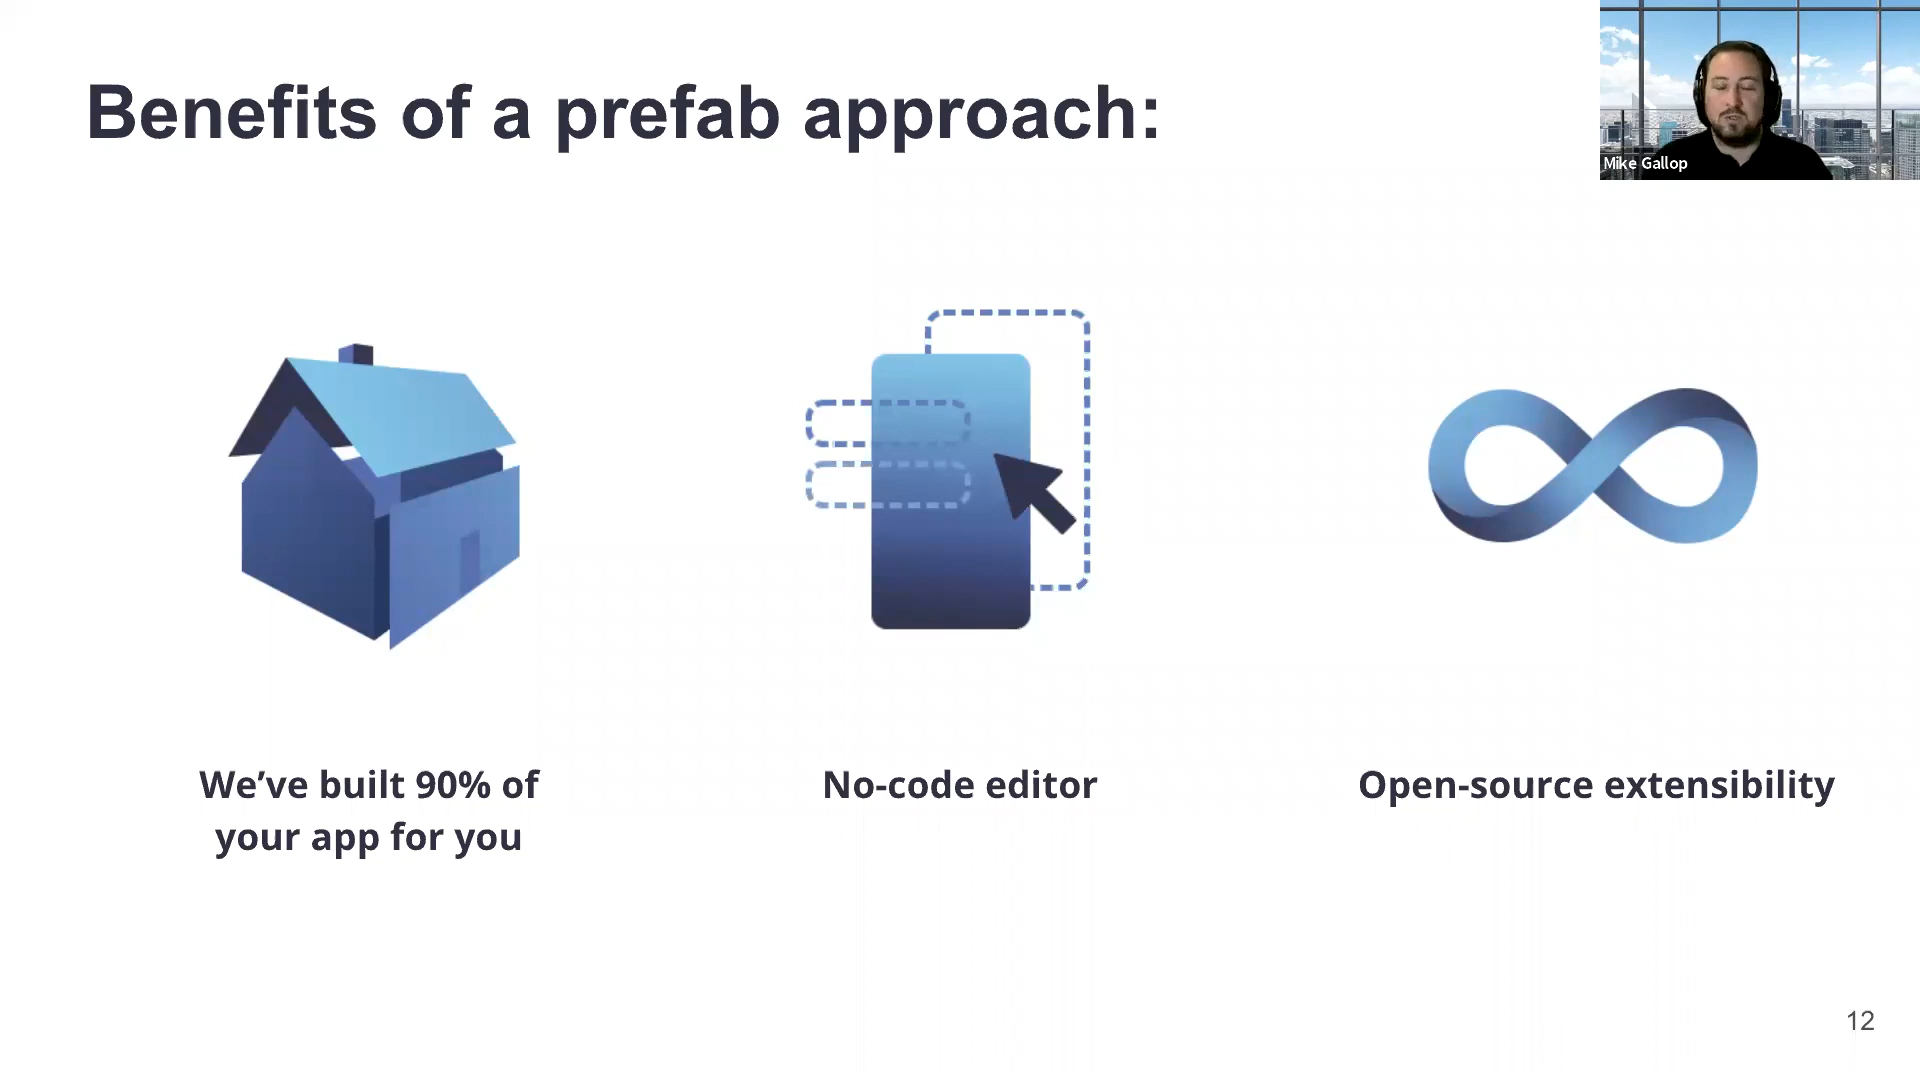 Benefits of a prefab approach:
Mike Gallop
We’ve built 90% of
your app for you
No-code editor
Open-source extensibility
12